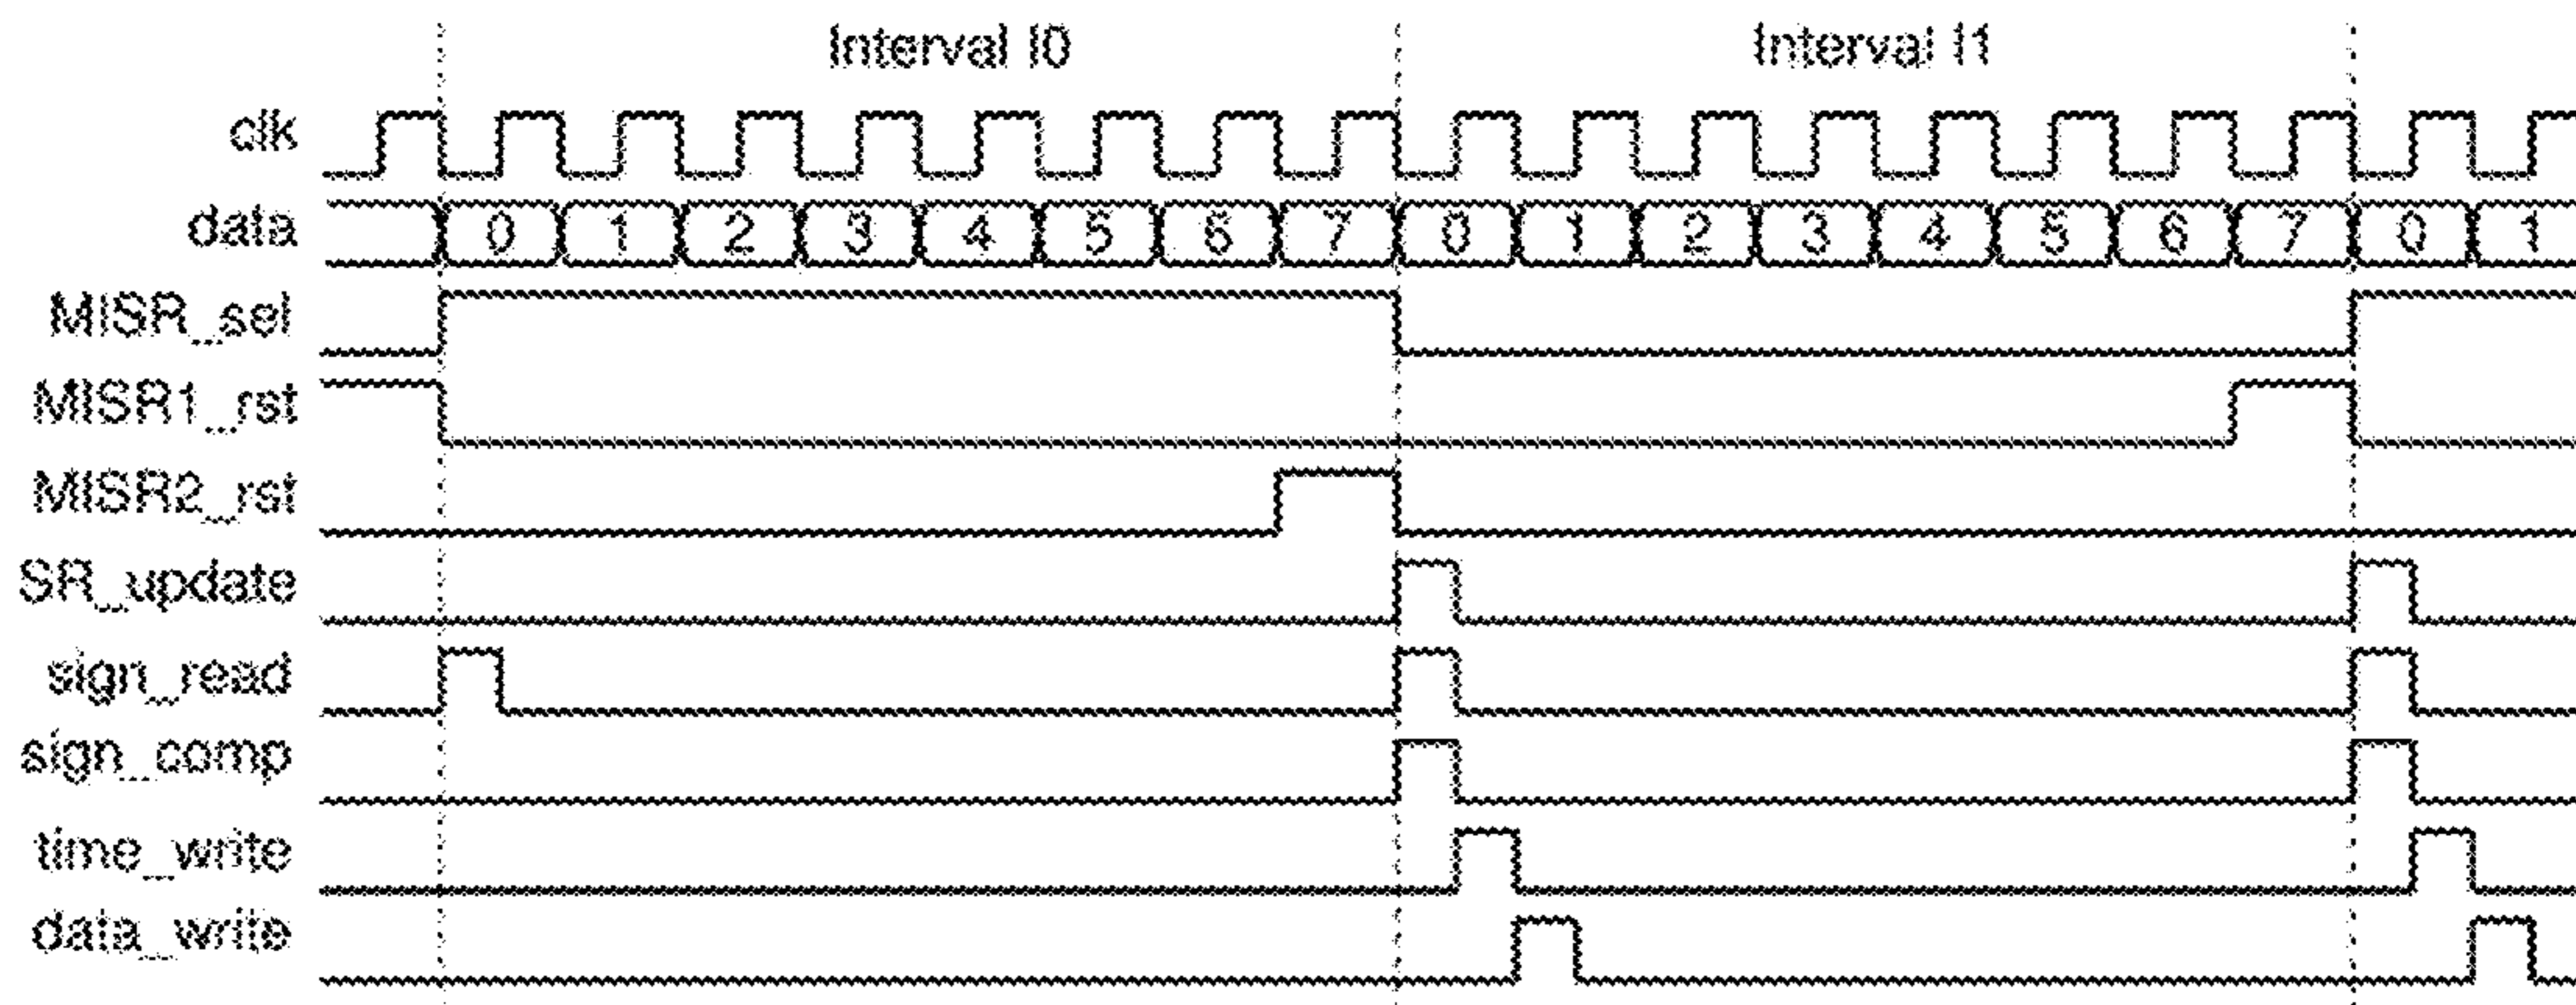 Interval I0 Interval I1
clk
data 0 1 2 3 4 5 6 7 0 1 2 3 4 5 6 7 0 1
MISR_sel
MISR1_rst
MISR2_rst
SR_update
sign_read
sign_comp
time_write
data_write